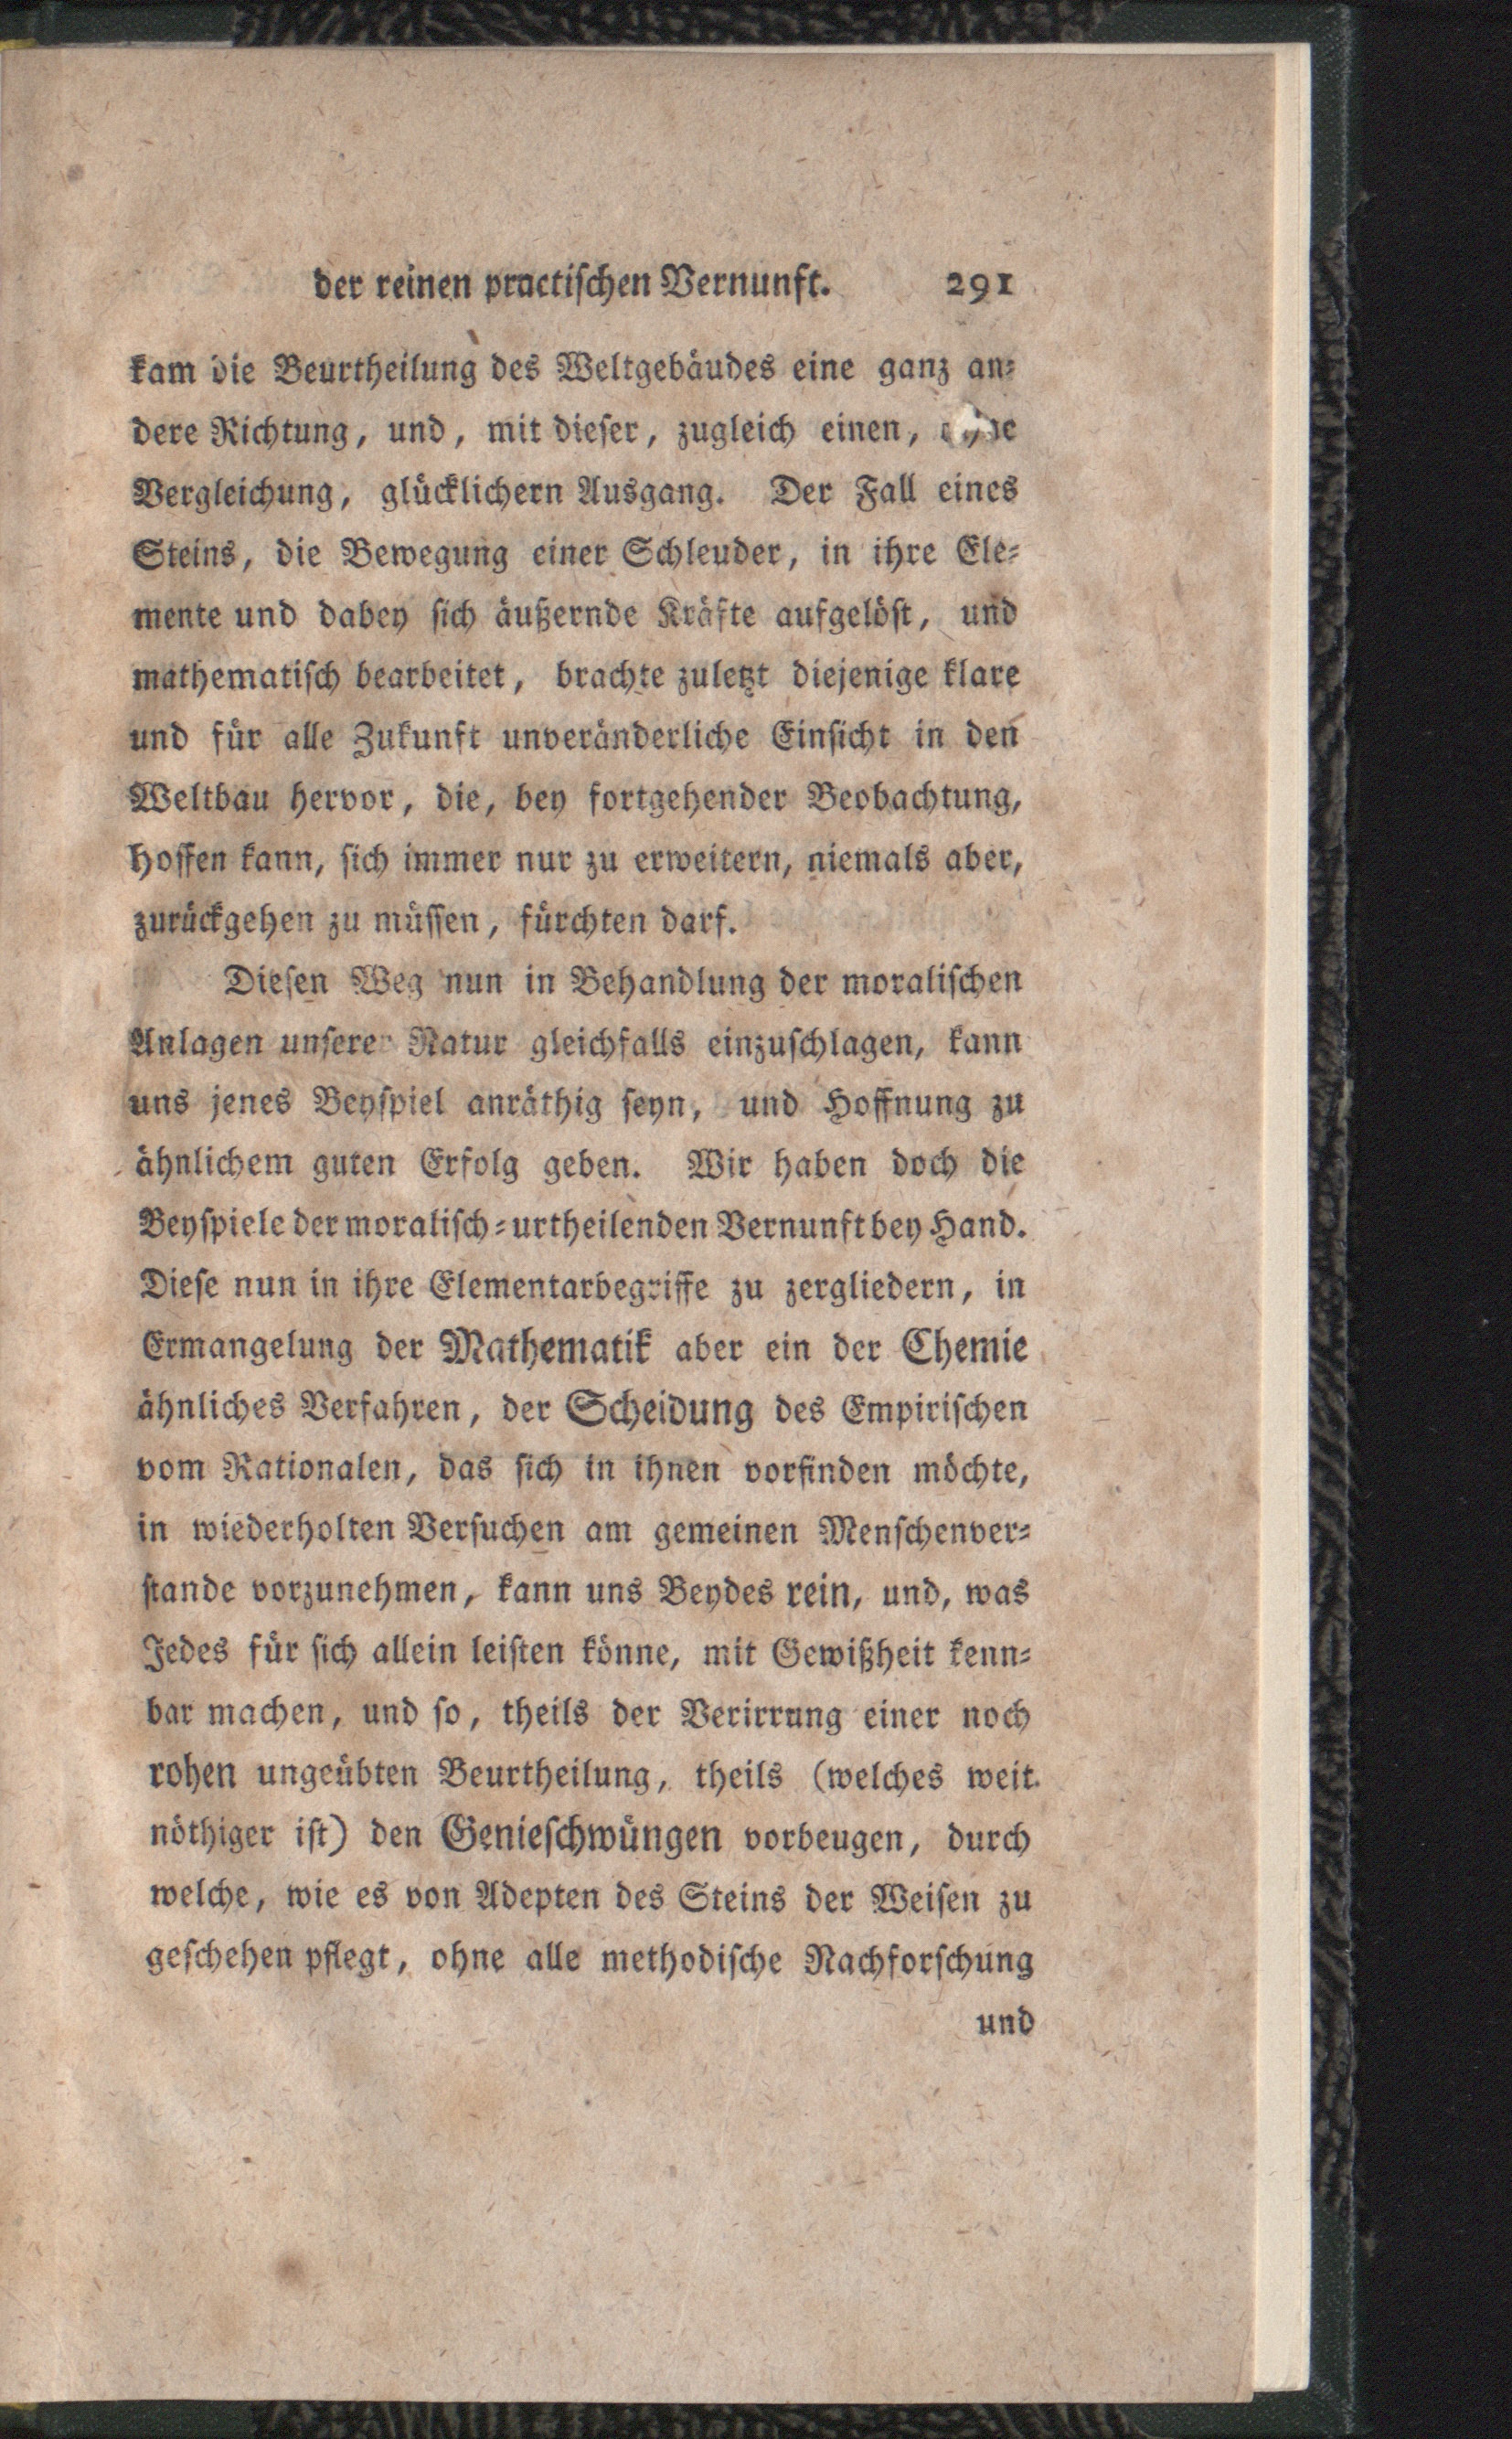 der reinen practischen Vernunft. 291
kam die Beurtheilung des Weltgebäudes eine ganz an-
dere Richtung, und, mit dieser, zugleich einen,
Vergleichung, glücklichern Ausgang. Der Fall eines
Steins, die Bewegung einer Schleuder, in ihre Ele-
mente und dabey sich äußernde Kräfte aufgelöst, und
mathematisch bearbeitet, brachte zuletzt diejenige klare
und für alle Zukunft unveränderliche Einsicht in den
Weltbau hervor, die, bey fortgehender Beobachtung,
hoffen kann, sich immer nur zu erweitern, niemals aber,
zurückgehen zu müssen, fürchten darf.
Diesen Weg nun in Behandlung der moralischen
Anlagen unserer Natur gleichfalls einzuschlagen, kann
uns jenes Beyspiel anräthig seyn, und Hoffnung zu
ähnlichem guten Erfolg geben. Wir haben doch die
Beyspiele der moralisch-urtheilenden Vernunft bey Hand.
Diese nun in ihre Elementarbegriffe zu zergliedern, in
Ermangelung der Mathematik aber ein der Chemie
ähnliches Verfahren, der Scheidung des Empirischen
vom Rationalen, das sich in ihnen vorfinden möchte,
in wiederholten Versuchen am gemeinen Menschenver-
stande vorzunehmen, kann uns Beydes rein, und, was
Jedes für sich allein leisten könne, mit Gewißheit kenn-
bar machen, und so, theils der Verirrung einer noch
rohen ungeübten Beurtheilung, theils (welches weit
nöthiger ist) den Genieschwüngen vorbeugen, durch
welche, wie es von Adepten des Steins der Weisen zu
geschehen pflegt, ohne alle methodische Nachforschung
und